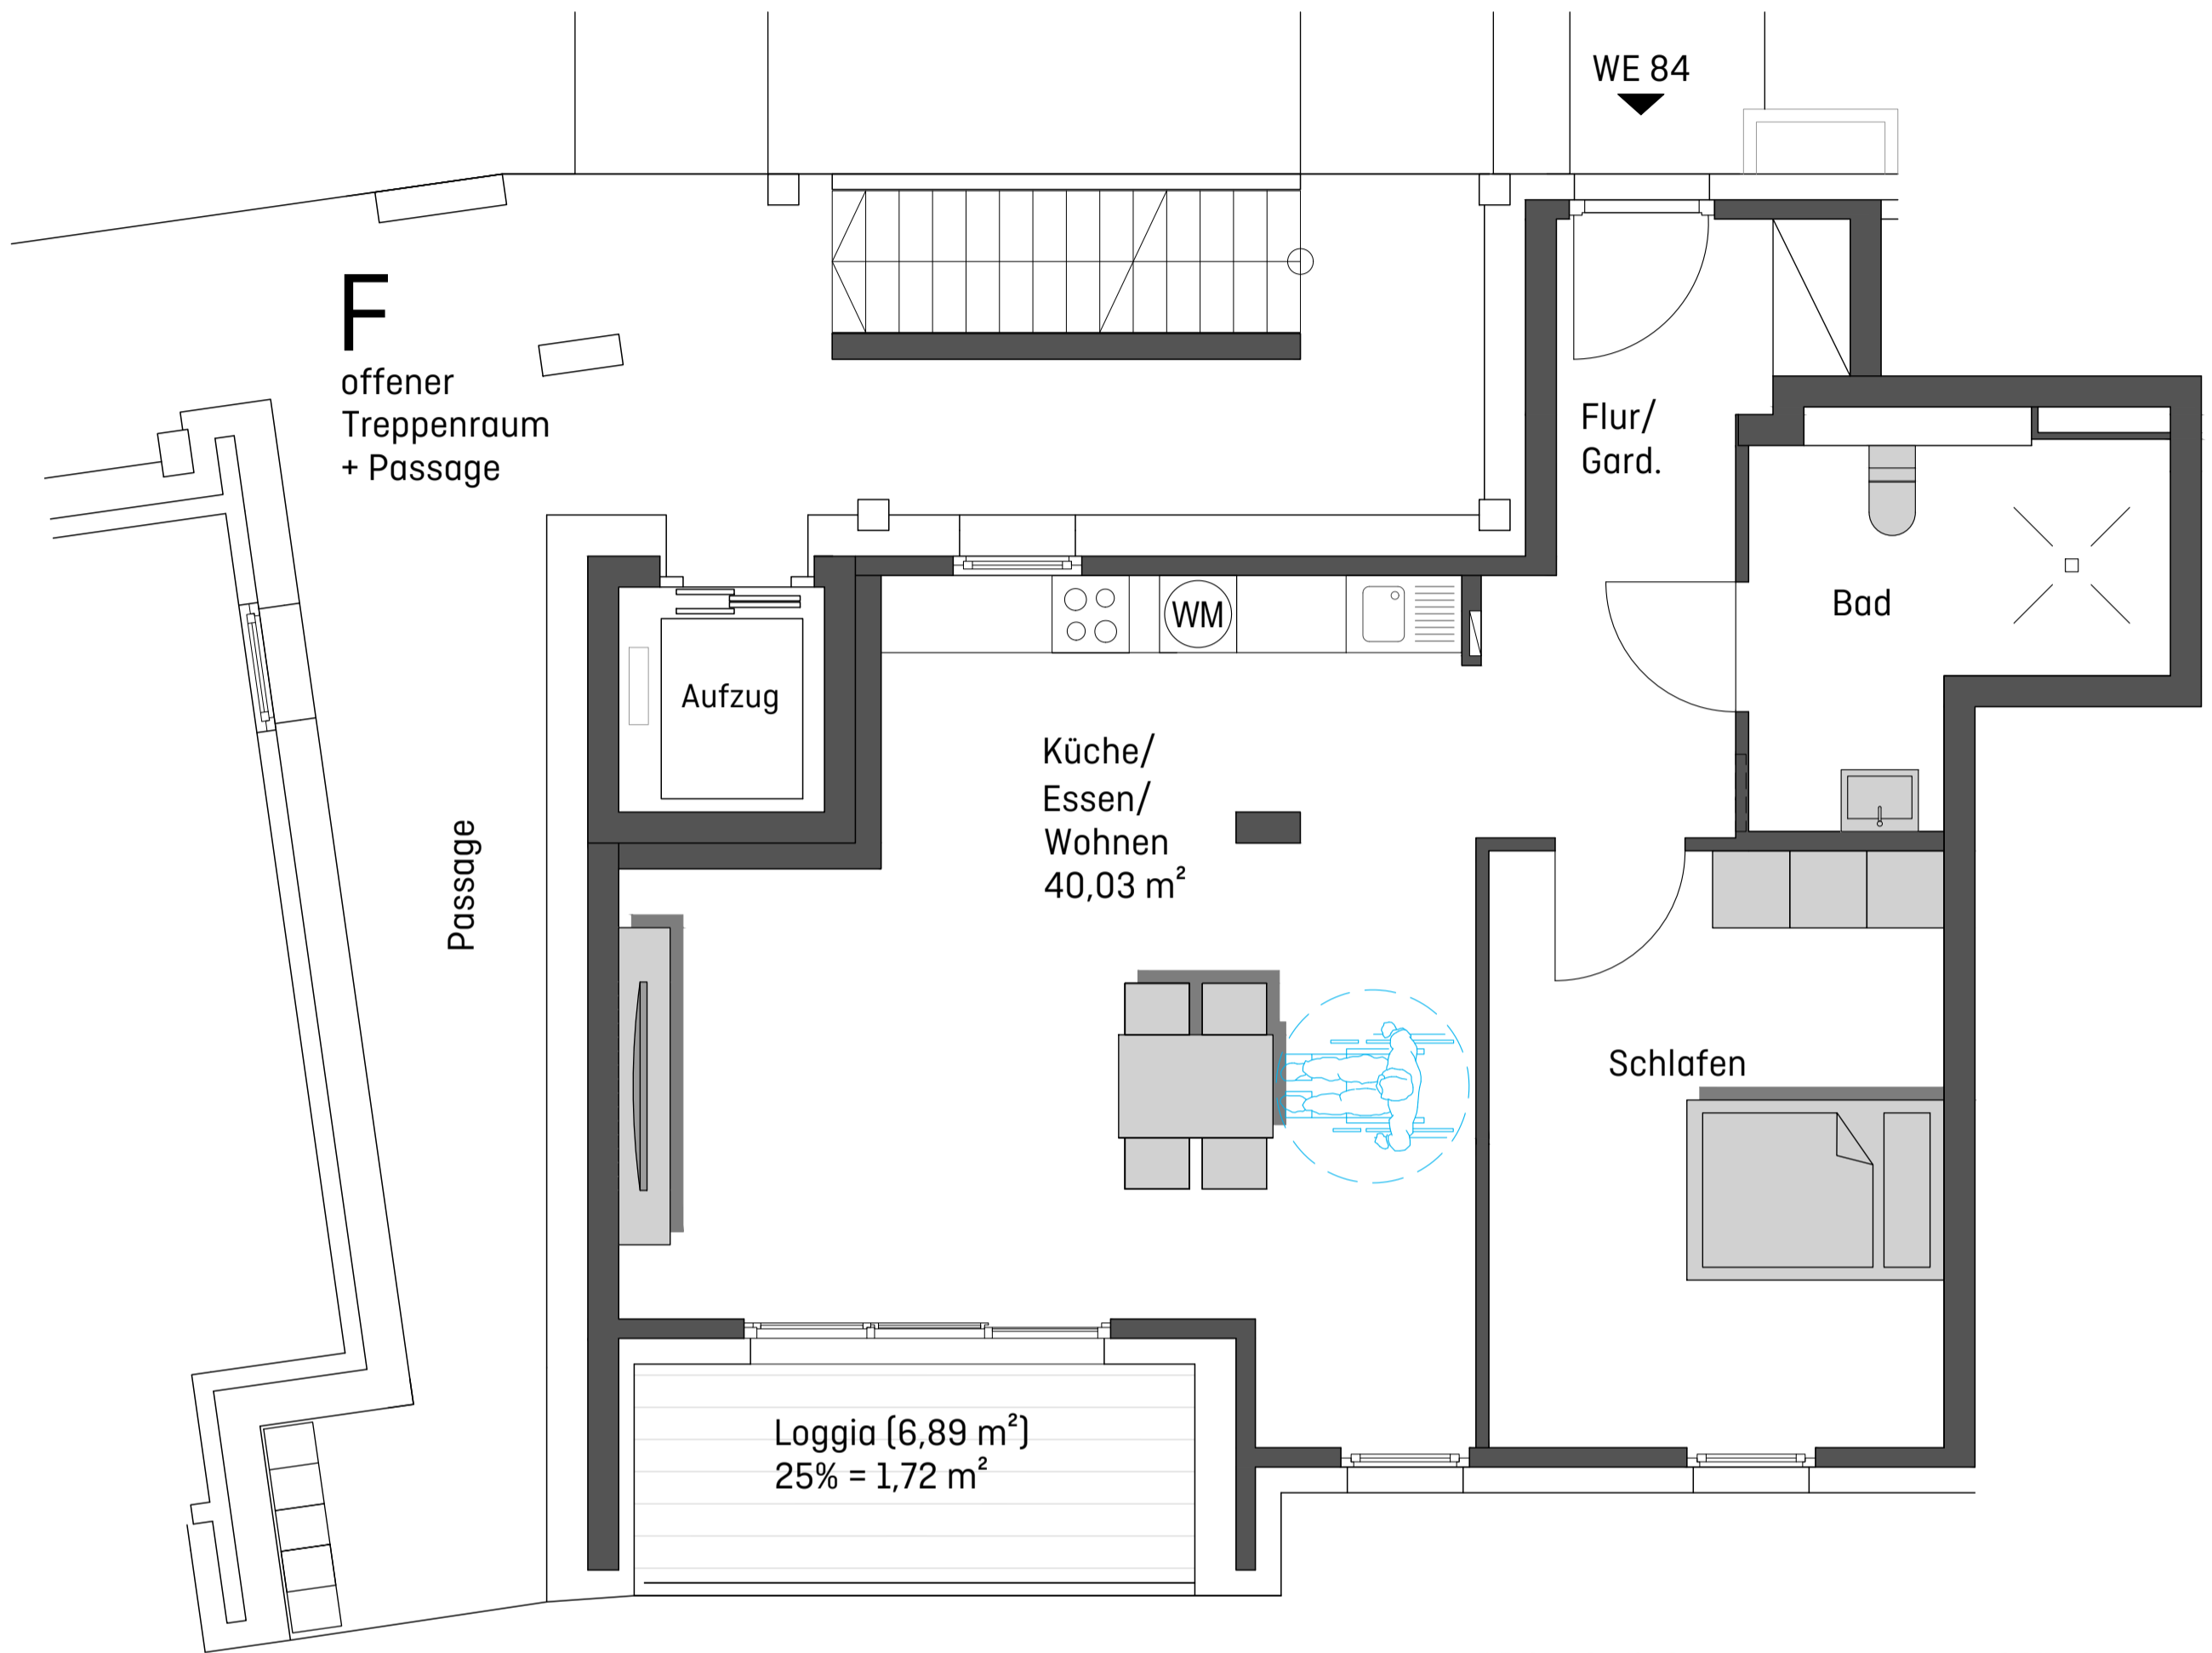 WE 84
F
offener
Treppenraum
+ Passage
Flur/
Gard.
Bad
WM
Aufzug
Küche/
Essen/
Wohnen
40,03 m²
Passage
Schlafen
Loggia (6,89 m²)
25% = 1,72 m²